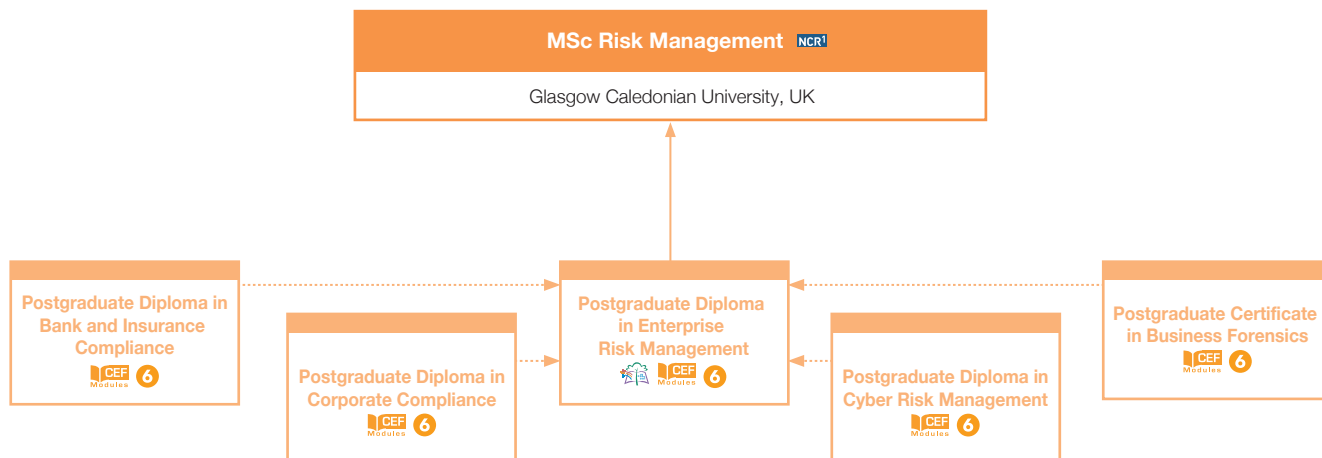 MSc Risk Management NCR1
Glasgow Caledonian University, UK
Postgraduate Diploma in
Bank and Insurance
Compliance
CEF
Modules 6
Postgraduate Diploma in
Corporate Compliance
CEF
Modules 6
Postgraduate Diploma
in Enterprise
Risk Management
CEF
Modules 6
Postgraduate Diploma in
Cyber Risk Management
CEF
Modules 6
Postgraduate Certificate
in Business Forensics
CEF
Modules 6